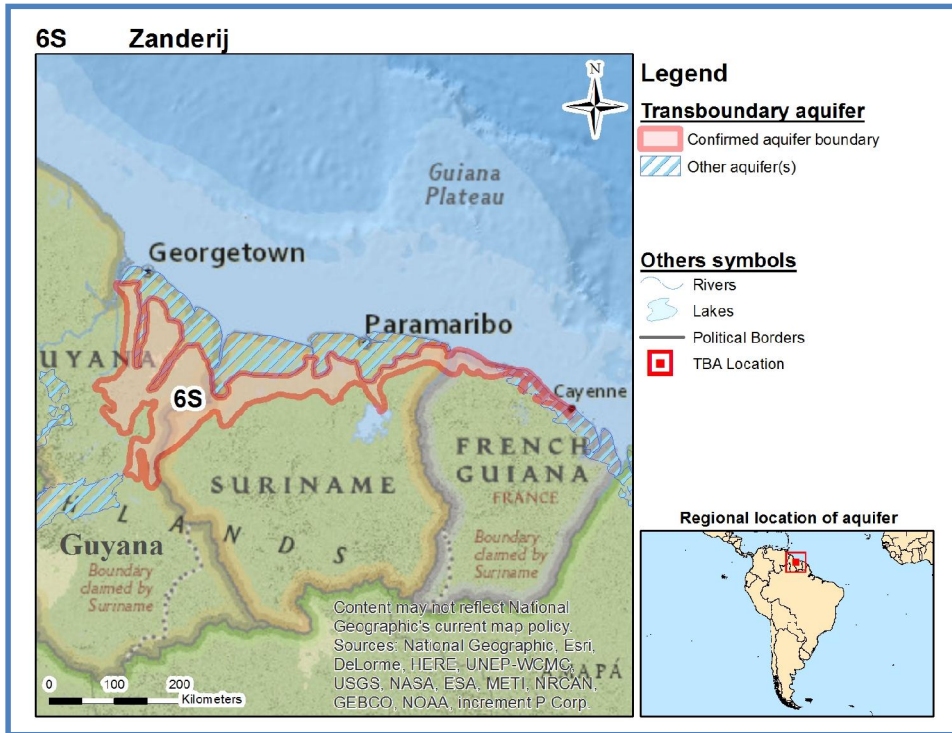 6S Zanderij
N
Guiana
Plateau
Georgetown
Paramaribo
UYANA
6S
Cayenne
FRENCH
GUIANA
FRANCE
SURINAME
H L A N D S
Guyana
Boundary
claimed by
Suriname
Boundary
claimed by
Suriname
Content may not reflect National
Geographic's current map policy.
Sources: National Geographic, Esri,
DeLorme, HERE, UNEP-WCMC,
USGS, NASA, ESA, METI, NRCAN,
GEBCO, NOAA, increment P Corp.
MAPÁ
0 100 200
Kilometers
Legend
Transboundary aquifer
Confirmed aquifer boundary
Other aquifer(s)
Others symbols
Rivers
Lakes
Political Borders
TBA Location
Regional location of aquifer